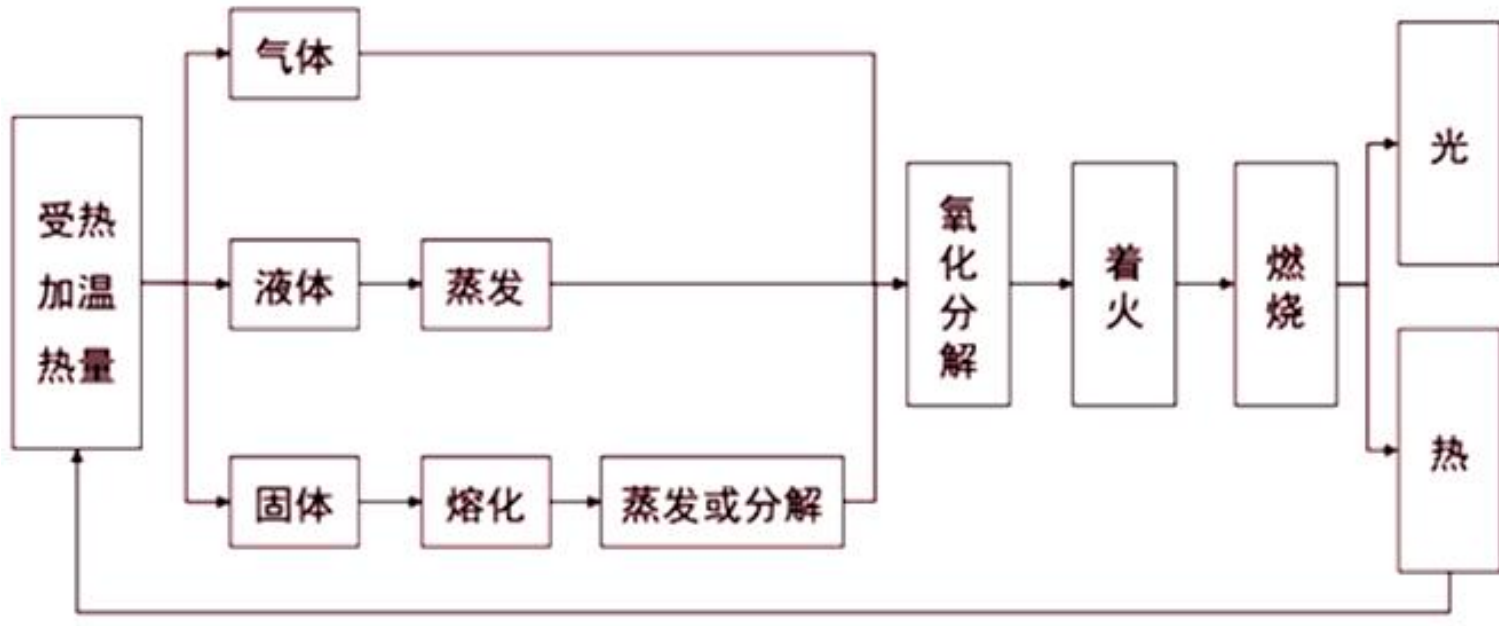 受热
加温
热量
气体
液体
蒸发
固体
熔化
蒸发或分解
氧化分解
着火
燃烧
光
热